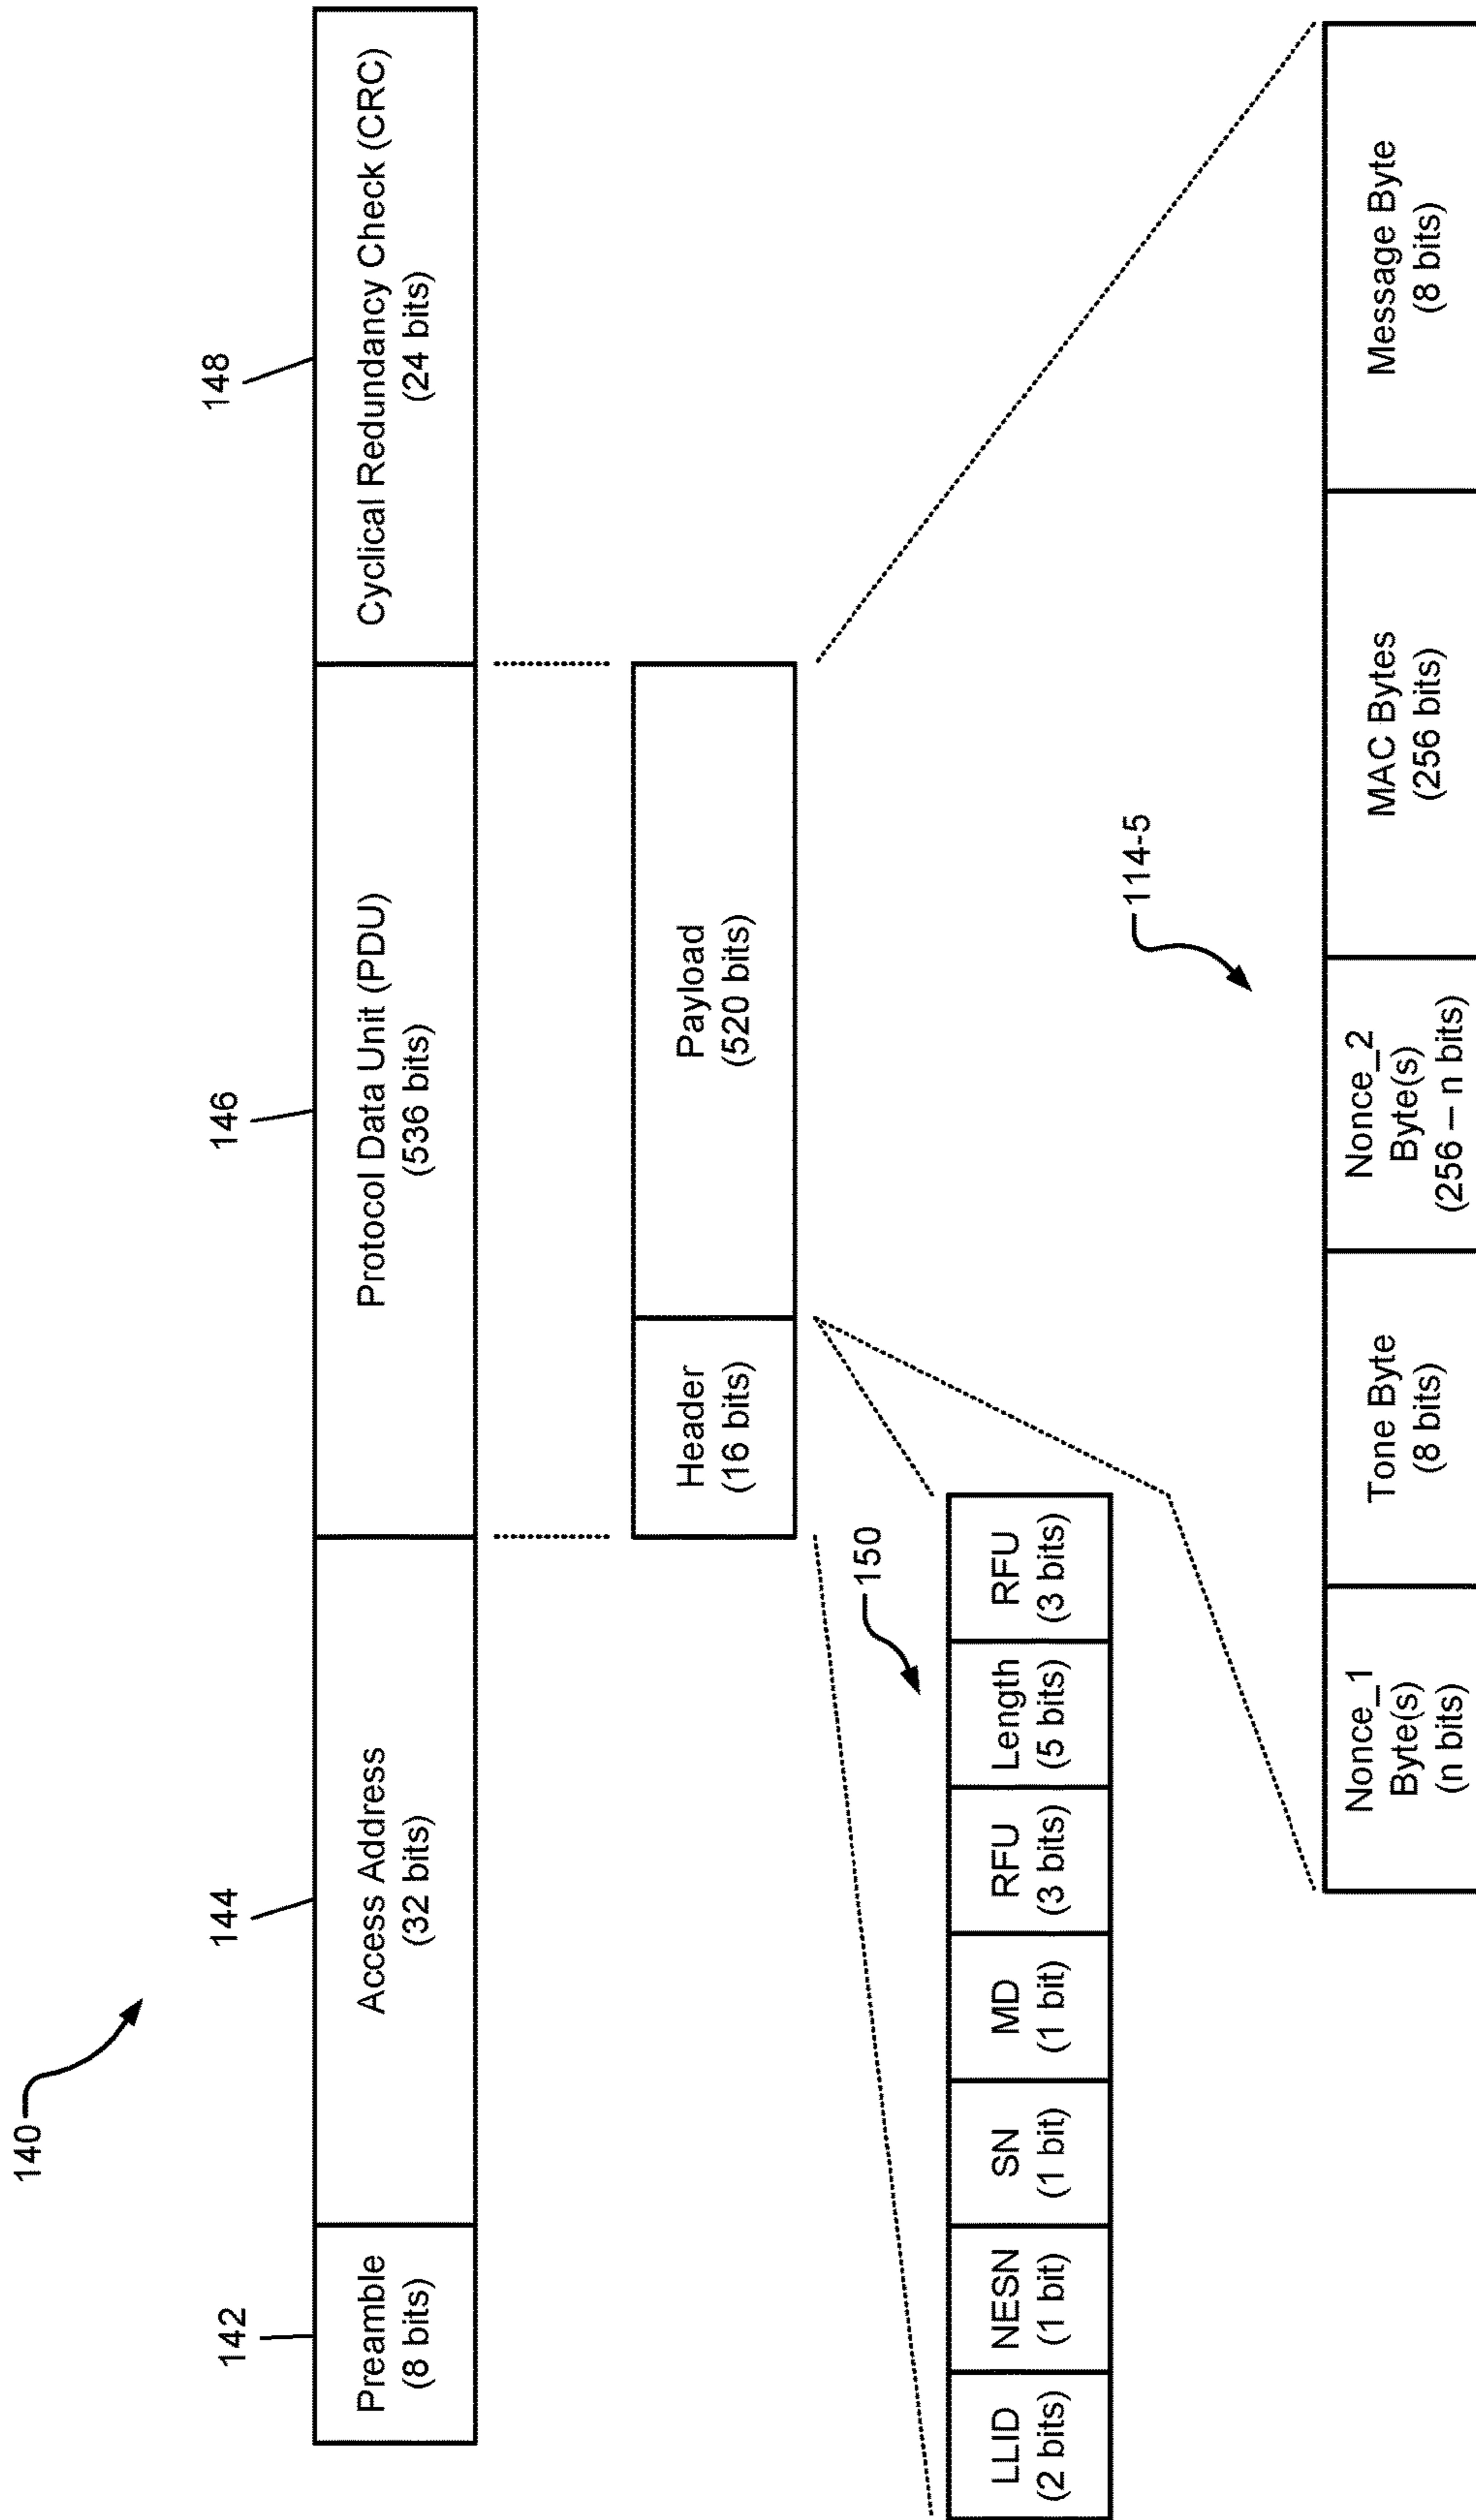 140
142
144
146
148
Preamble
(8 bits)
Access Address
(32 bits)
Protocol Data Unit (PDU)
(536 bits)
Cyclical Redundancy Check (CRC)
(24 bits)
Header
(16 bits)
Payload
(520 bits)
150
LLID
(2 bits)
NESN
(1 bit)
SN
(1 bit)
MD
(1 bit)
RFU
(3 bits)
Length
(5 bits)
RFU
(3 bits)
114-5
Nonce_1
Byte(s)
(n bits)
Tone Byte
(8 bits)
Nonce_2
Byte(s)
(256 – n bits)
MAC Bytes
(256 bits)
Message Byte
(8 bits)